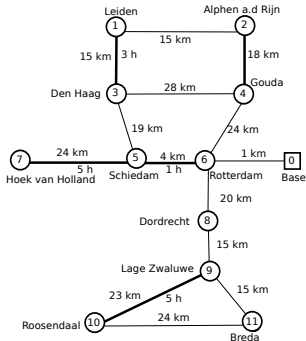 Leiden
Alphen a.d Rijn
1
2
15 km
15 km
3 h
18 km
Gouda
Den Haag
3
28 km
4
19 km
24 km
24 km
4 km
1 km
7
5
6
0
5 h
1 h
Hoek van Holland
Schiedam
Rotterdam
Base
20 km
Dordrecht
8
15 km
Lage Zwaluwe
9
23 km
5 h
15 km
10
24 km
11
Roosendaal
Breda